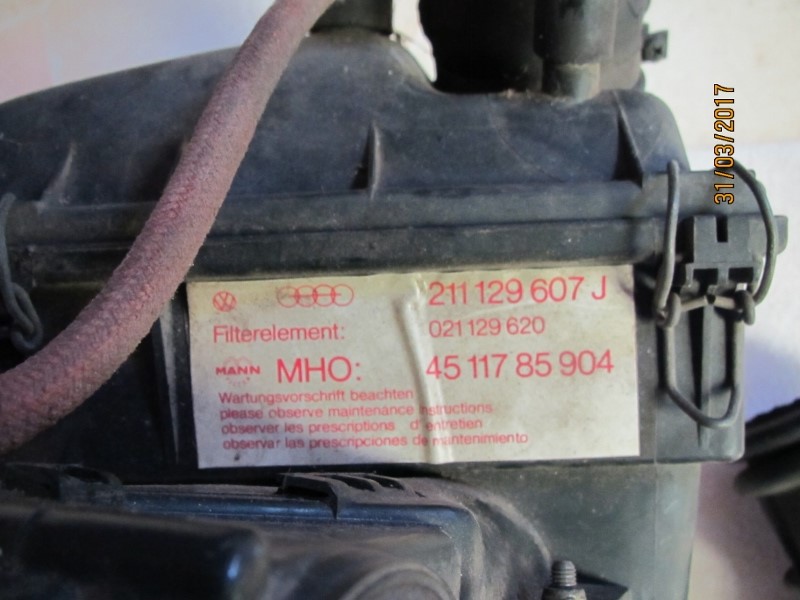 211 129 607 J
Filterelement: 021 129 620
MANN MHO: 45 117 85 904
Wartungsvorschrift beachten
please observe maintenance instructions
observer les prescriptions d'entretien
observar las prescripciones de mantenimiento
31/03/2017